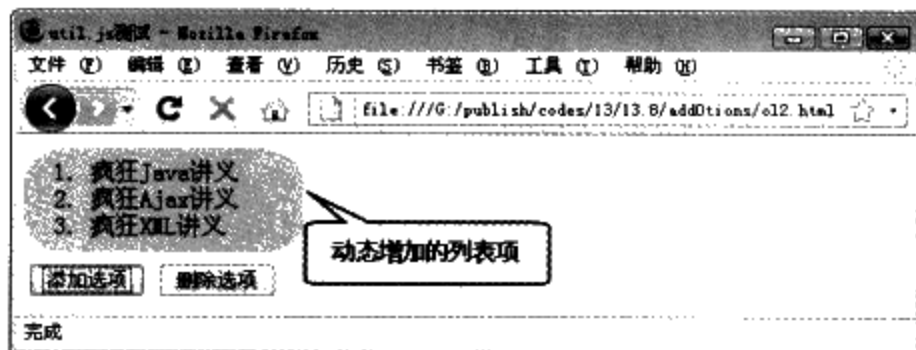 util.js测试 - Mozilla Firefox
文件 (F) 编辑 (E) 查看 (V) 历史 (S) 书签 (B) 工具 (T) 帮助 (H)
file:///G:/publish/codes/13/13.8/addOtions/ol2.html
1. 疯狂Java讲义
2. 疯狂Ajax讲义
3. 疯狂XML讲义
动态增加的列表项
添加选项 删除选项
完成